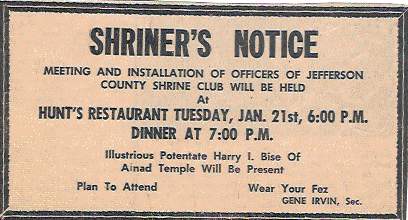 SHRINER'S NOTICE
MEETING AND INSTALLATION OF OFFICERS OF JEFFERSON
COUNTY SHRINE CLUB WILL BE HELD
At
HUNT'S RESTAURANT TUESDAY, JAN. 21st, 6:00 P.M.
DINNER AT 7:00 P.M.
Illustrious Potentate Harry I. Bise Of
Ainad Temple Will Be Present
Plan To Attend Wear Your Fez
GENE IRVIN, Sec.